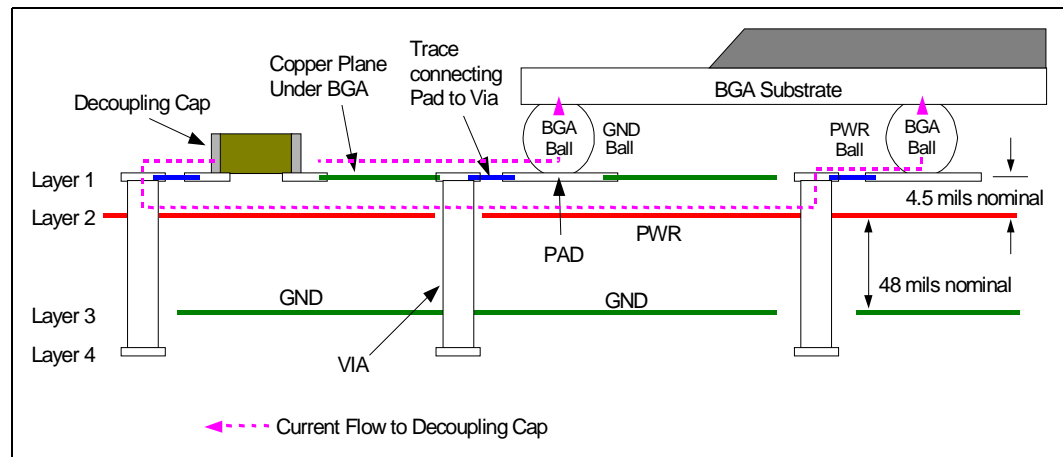 Decoupling Cap
Copper Plane
Under BGA
Trace
connecting
Pad to Via
BGA Substrate
BGA
Ball
GND
Ball
PWR
Ball
BGA
Ball
Layer 1
4.5 mils nominal
Layer 2
PWR
PAD
48 mils nominal
GND
GND
Layer 3
Layer 4
VIA
Current Flow to Decoupling Cap